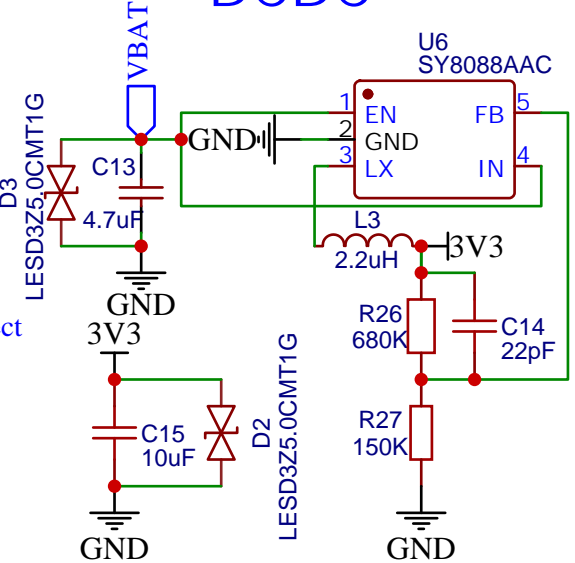 VBAT
U6
SY8088AAC
1
EN
FB
5
GND
2
GND
3
LX
IN
4
D3
LESD3Z5.0CMT1G
C13
4.7uF
GND
L3
2.2uH
3V3
ect
3V3
R26
680K
C14
22pF
C15
10uF
D2
LESD3Z5.0CMT1G
R27
150K
GND
GND